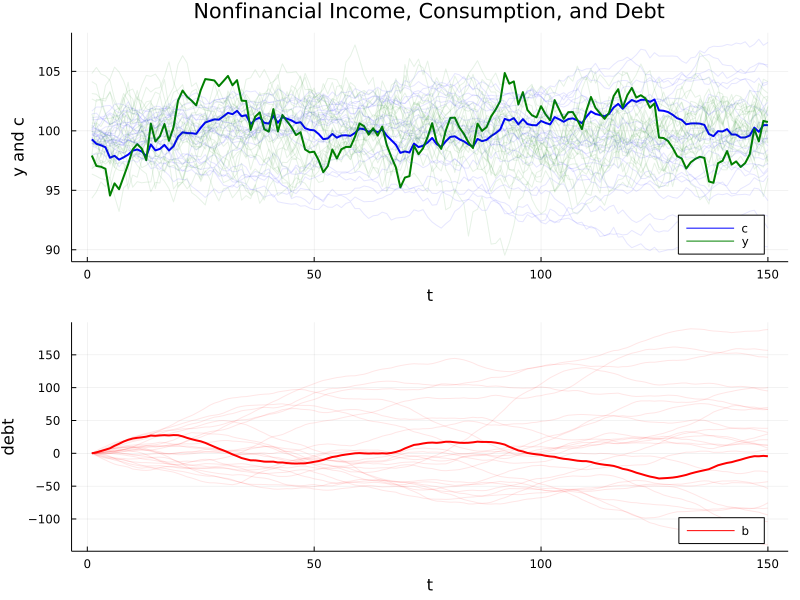 Nonfinancial Income, Consumption, and Debt
105
100
95
90
y and c
c
y
0 50 100 150
t
150
100
50
0
−50
−100
debt
b
0 50 100 150
t